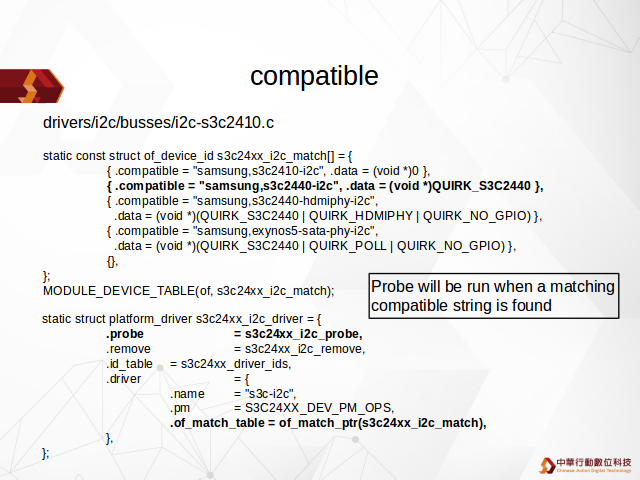 compatible
drivers/i2c/busses/i2c-s3c2410.c
static const struct of_device_id s3c24xx_i2c_match[] = {
{ .compatible = "samsung,s3c2410-i2c", .data = (void *)0 },
{ .compatible = "samsung,s3c2440-i2c", .data = (void *)QUIRK_S3C2440 },
{ .compatible = "samsung,s3c2440-hdmiphy-i2c",
.data = (void *)(QUIRK_S3C2440 | QUIRK_HDMIPHY | QUIRK_NO_GPIO) },
{ .compatible = "samsung,exynos5-sata-phy-i2c",
.data = (void *)(QUIRK_S3C2440 | QUIRK_POLL | QUIRK_NO_GPIO) },
{},
};
MODULE_DEVICE_TABLE(of, s3c24xx_i2c_match);
Probe will be run when a matching
compatible string is found
static struct platform_driver s3c24xx_i2c_driver = {
.probe = s3c24xx_i2c_probe,
.remove = s3c24xx_i2c_remove,
.id_table = s3c24xx_driver_ids,
.driver = {
.name = "s3c-i2c",
.pm = S3C24XX_DEV_PM_OPS,
.of_match_table = of_match_ptr(s3c24xx_i2c_match),
},
};
中華行動數位科技
Chinese Action Digital Technology